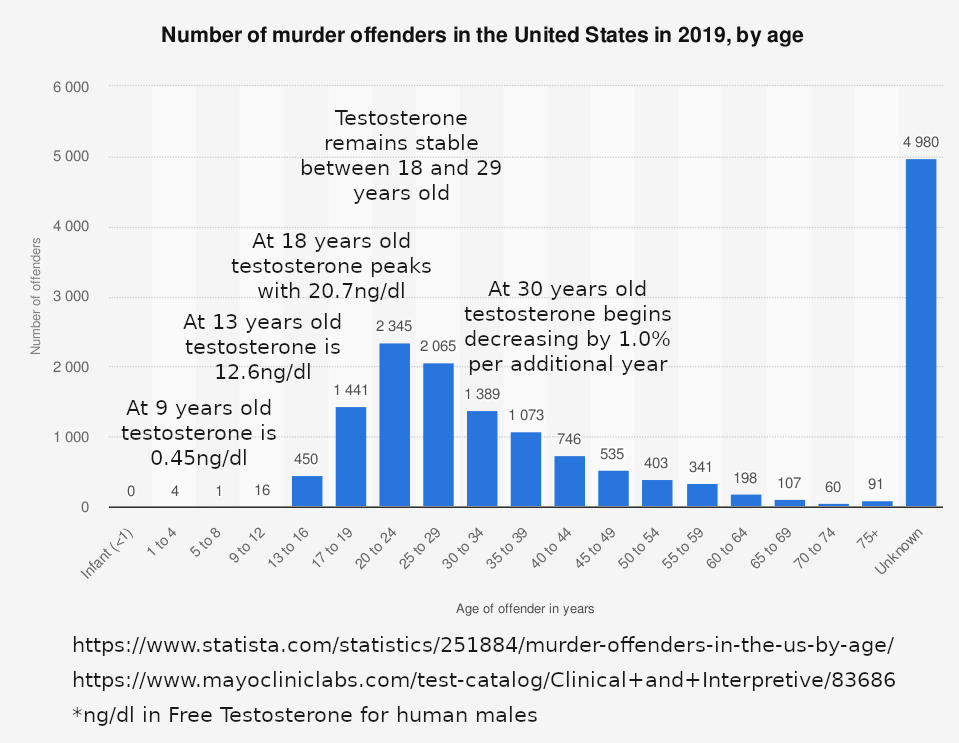 Number of murder offenders in the United States in 2019, by age
6 000
5 000
4 000
3 000
2 000
1 000
0
Number of offenders
Testosterone
remains stable
between 18 and 29
years old
At 18 years old
testosterone peaks
with 20.7ng/dl
At 30 years old
testosterone begins
decreasing by 1.0%
per additional year
At 13 years old
testosterone is
12.6ng/dl
At 9 years old
testosterone is
0.45ng/dl
0
4
1
16
450
1 441
2 345
2 065
1 389
1 073
746
535
403
341
198
107
60
91
4 980
Infant (<1)
1 to 4
5 to 8
9 to 12
13 to 16
17 to 19
20 to 24
25 to 29
30 to 34
35 to 39
40 to 44
45 to 49
50 to 54
55 to 59
60 to 64
65 to 69
70 to 74
75+
Unknown
Age of offender in years
https://www.statista.com/statistics/251884/murder-offenders-in-the-us-by-age/
https://www.mayocliniclabs.com/test-catalog/Clinical+and+Interpretive/83686
*ng/dl in Free Testosterone for human males